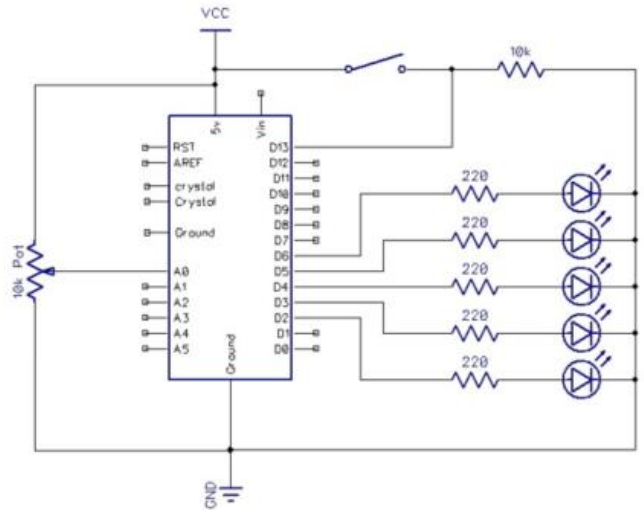 VCC
10k
5v
Vin
RST
AREF
crystal
Crystal
Ground
A0
A1
A2
A3
A4
A5
D13
D12
D11
D10
D9
D8
D7
D6
D5
D4
D3
D2
D1
D0
Ground
10k Pot
220
220
220
220
220
GND